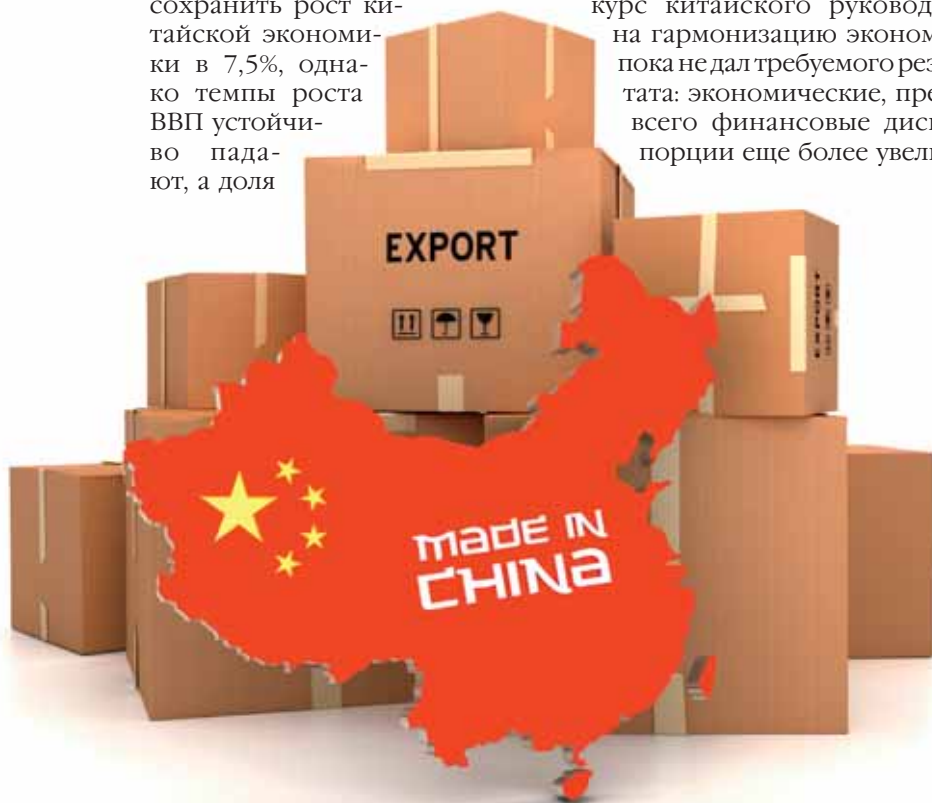 сохранить рост ки-
тайской экономи-
ки в 7,5%, одна-
ко темпы роста
ВВП устойчи-
во пада-
ют, а доля
курс китайского руковод
на гармонизацию эконом
пока не дал требуемого рез
тата: экономические, пре
всего финансовые дисп
порции еще более увел
EXPORT
EXPORT
MADE IN
CHINA